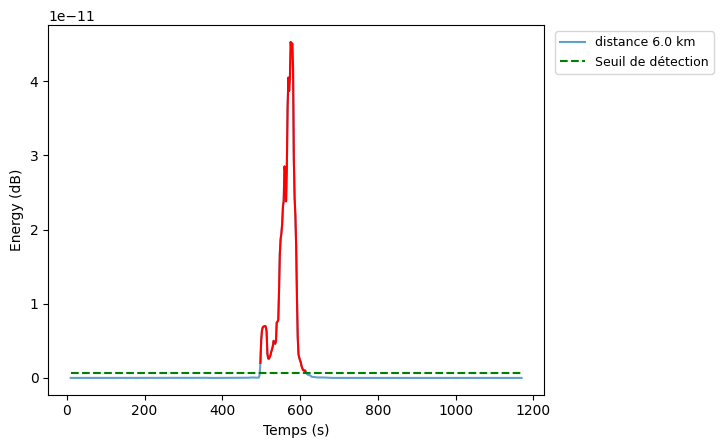 1e−11
distance 6.0 km
Seuil de détection
4
3
2
1
0
Energy (dB)
0 200 400 600 800 1000 1200
Temps (s)